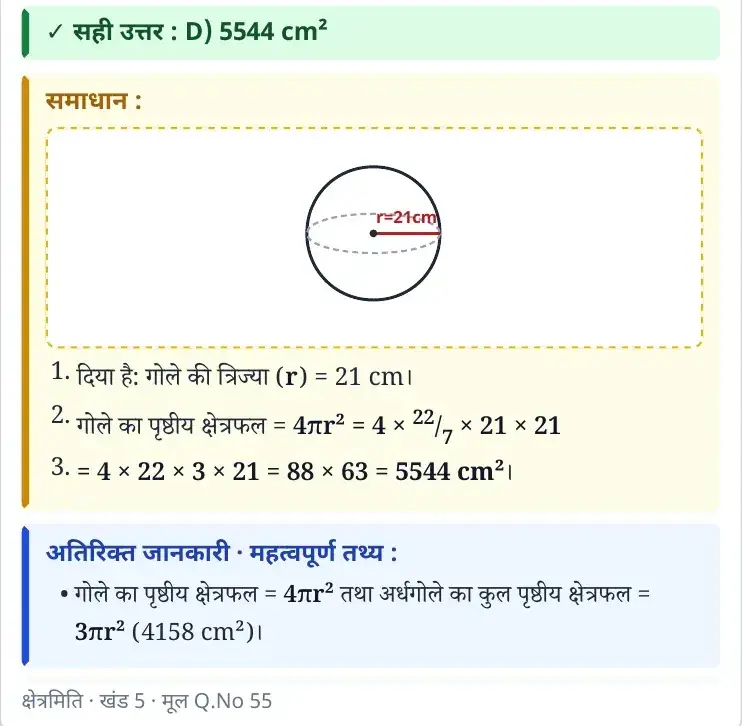 ✓ सही उत्तर : D) 5544 cm²
समाधान :
r=21cm
1. दिया है: गोले की त्रिज्या (r) = 21 cm।
2. गोले का पृष्ठीय क्षेत्रफल = 4πr² = 4 × 22/7 × 21 × 21
3. = 4 × 22 × 3 × 21 = 88 × 63 = 5544 cm²।
अतिरिक्त जानकारी · महत्वपूर्ण तथ्य :
• गोले का पृष्ठीय क्षेत्रफल = 4πr² तथा अर्धगोले का कुल पृष्ठीय क्षेत्रफल =
3πr² (4158 cm²)।
क्षेत्रमिति · खंड 5 · मूल Q.No 55